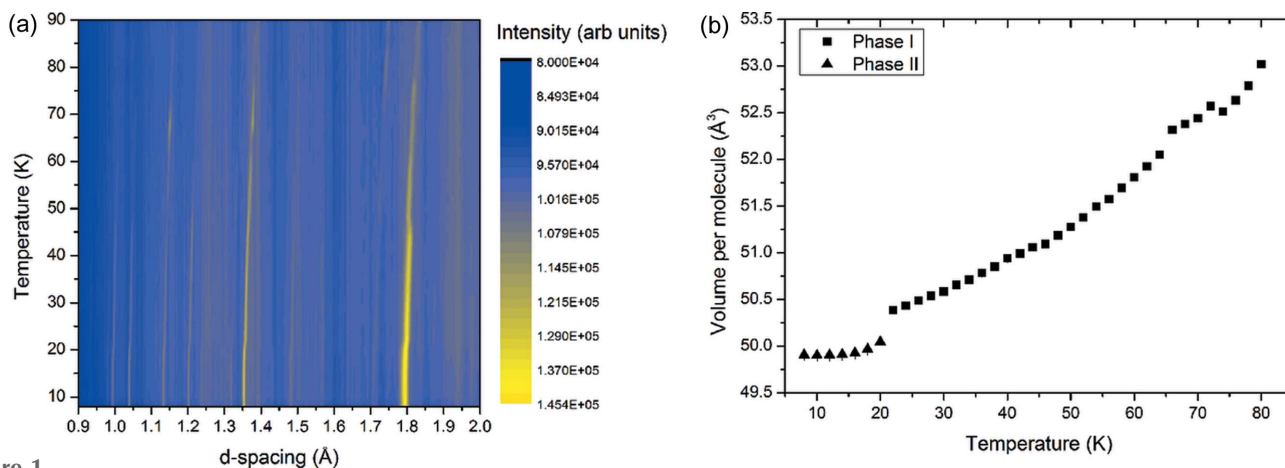 (a)
90
80
70
60
50
40
30
20
10
Temperature (K)
0.9 1.0 1.1 1.2 1.3 1.4 1.5 1.6 1.7 1.8 1.9 2.0
d-spacing (Å)
Intensity (arb units)
8.000E+04
8.493E+04
9.015E+04
9.570E+04
1.016E+05
1.079E+05
1.145E+05
1.215E+05
1.290E+05
1.370E+05
1.454E+05
(b)
53.5
53.0
52.5
52.0
51.5
51.0
50.5
50.0
49.5
Volume per molecule (Å³)
Phase I
Phase II
10 20 30 40 50 60 70 80
Temperature (K)